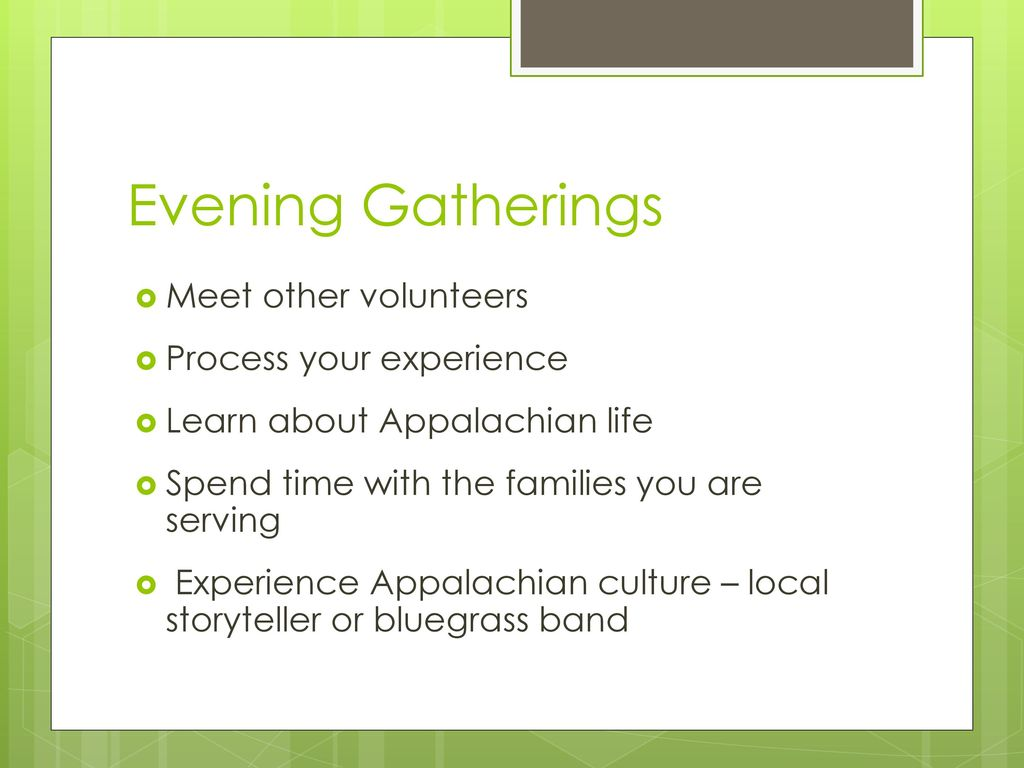 Evening Gatherings
Meet other volunteers
Process your experience
Learn about Appalachian life
Spend time with the families you are
serving
Experience Appalachian culture – local
storyteller or bluegrass band